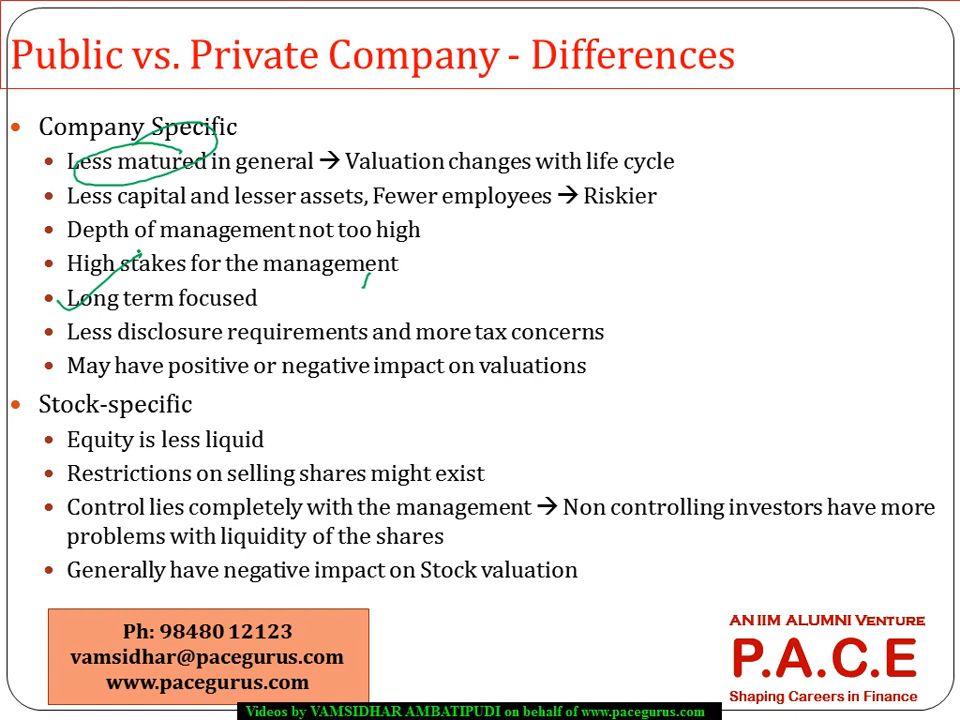 Public vs. Private Company - Differences
• Company Specific
• Less matured in general → Valuation changes with life cycle
• Less capital and lesser assets, Fewer employees → Riskier
• Depth of management not too high
• High stakes for the management
• Long term focused
• Less disclosure requirements and more tax concerns
• May have positive or negative impact on valuations
• Stock-specific
• Equity is less liquid
• Restrictions on selling shares might exist
• Control lies completely with the management → Non controlling investors have more
problems with liquidity of the shares
• Generally have negative impact on Stock valuation
Ph: 98480 12123
vamsidhar@pacegurus.com
www.pacegurus.com
AN IIM ALUMNI VENTURE
P.A.C.E
Shaping Careers in Finance
Videos by VAMSIDHAR AMBATIPUDI on behalf of www.pacegurus.com